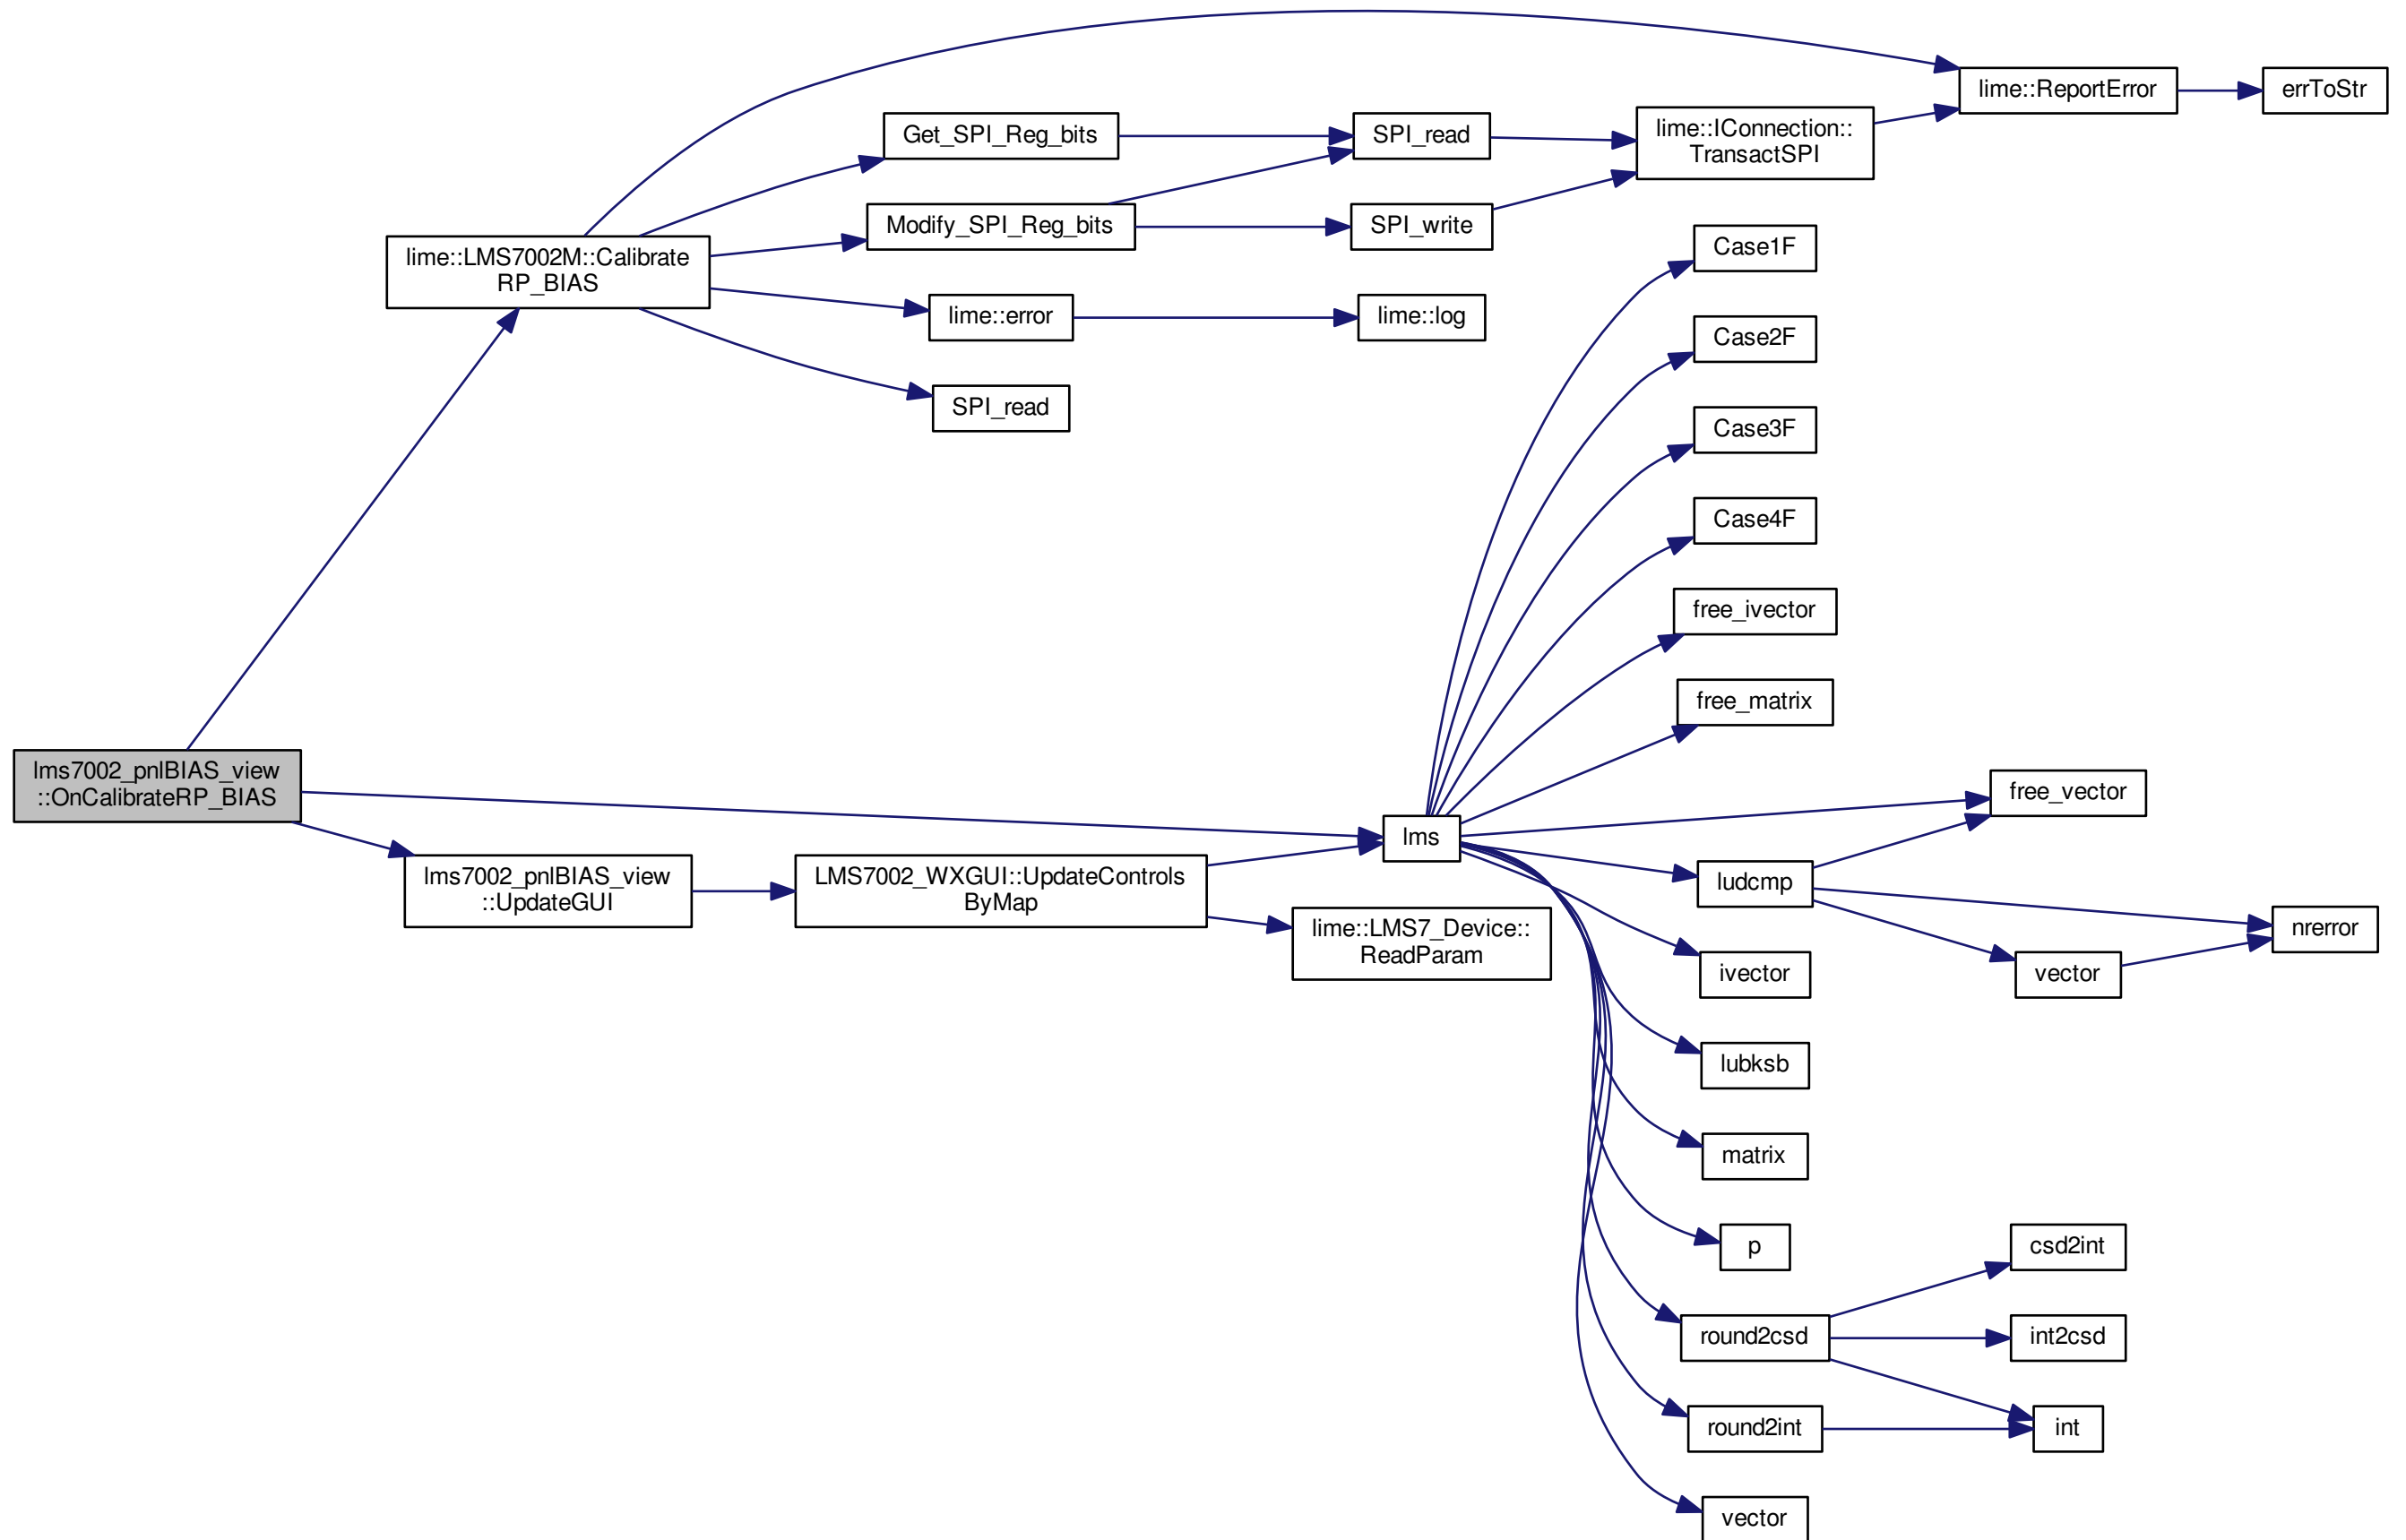 lms7002_pnlBIAS_view
::OnCalibrateRP_BIAS
lime::LMS7002M::Calibrate
RP_BIAS
lms7002_pnlBIAS_view
::UpdateGUI
Get_SPI_Reg_bits
Modify_SPI_Reg_bits
lime::error
SPI_read
LMS7002_WXGUI::UpdateControls
ByMap
SPI_read
SPI_write
lime::log
lms
lime::LMS7_Device::
ReadParam
lime::IConnection::
TransactSPI
Case1F
Case2F
Case3F
Case4F
free_ivector
free_matrix
ludcmp
ivector
lubksb
matrix
p
round2csd
round2int
vector
lime::ReportError
free_vector
vector
csd2int
int2csd
int
errToStr
nrerror